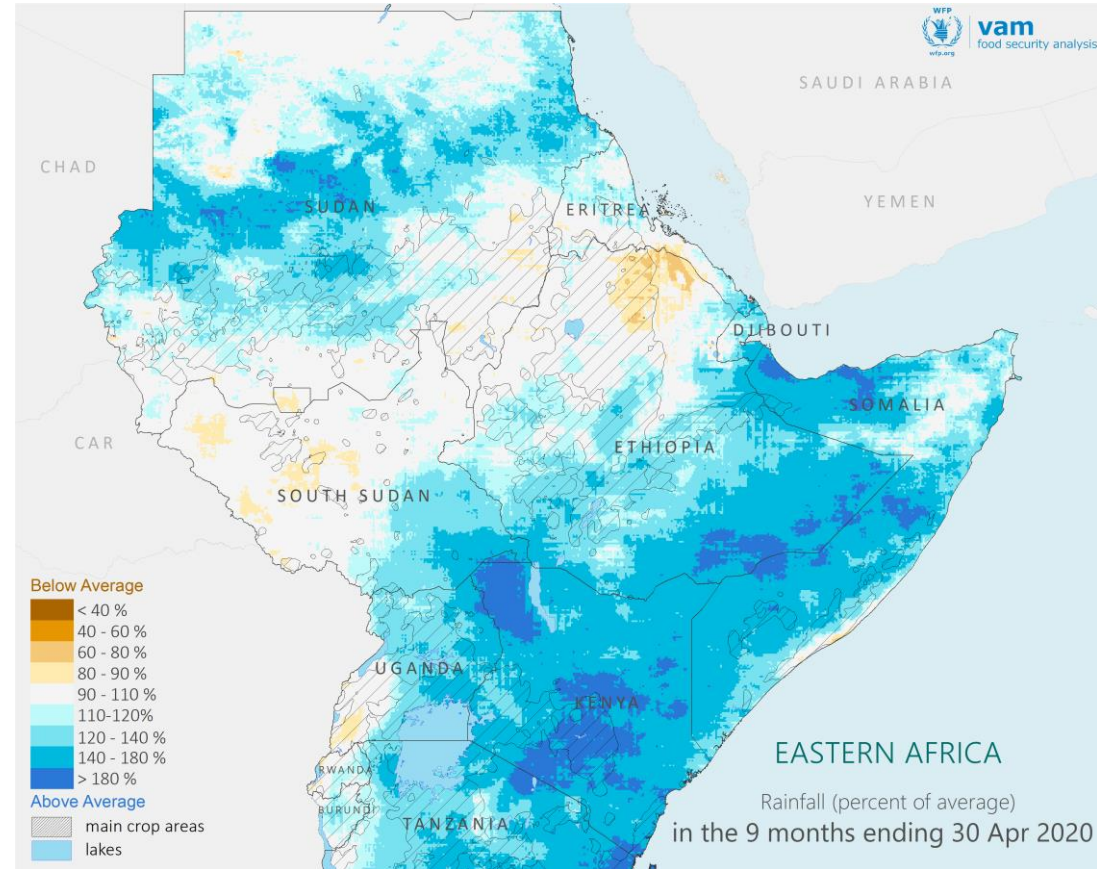 WFP
wfp.org
vam
food security analysis
SAUDI ARABIA
CHAD
YEMEN
SUDAN
ERITREA
DJIBOUTI
SOMALIA
CAR
ETHIOPIA
SOUTH SUDAN
UGANDA
KENYA
RWANDA
BURUNDI
TANZANIA
Below Average
< 40 %
40 - 60 %
60 - 80 %
80 - 90 %
90 - 110 %
110-120%
120 - 140 %
140 - 180 %
> 180 %
Above Average
main crop areas
lakes
EASTERN AFRICA
Rainfall (percent of average)
in the 9 months ending 30 Apr 2020